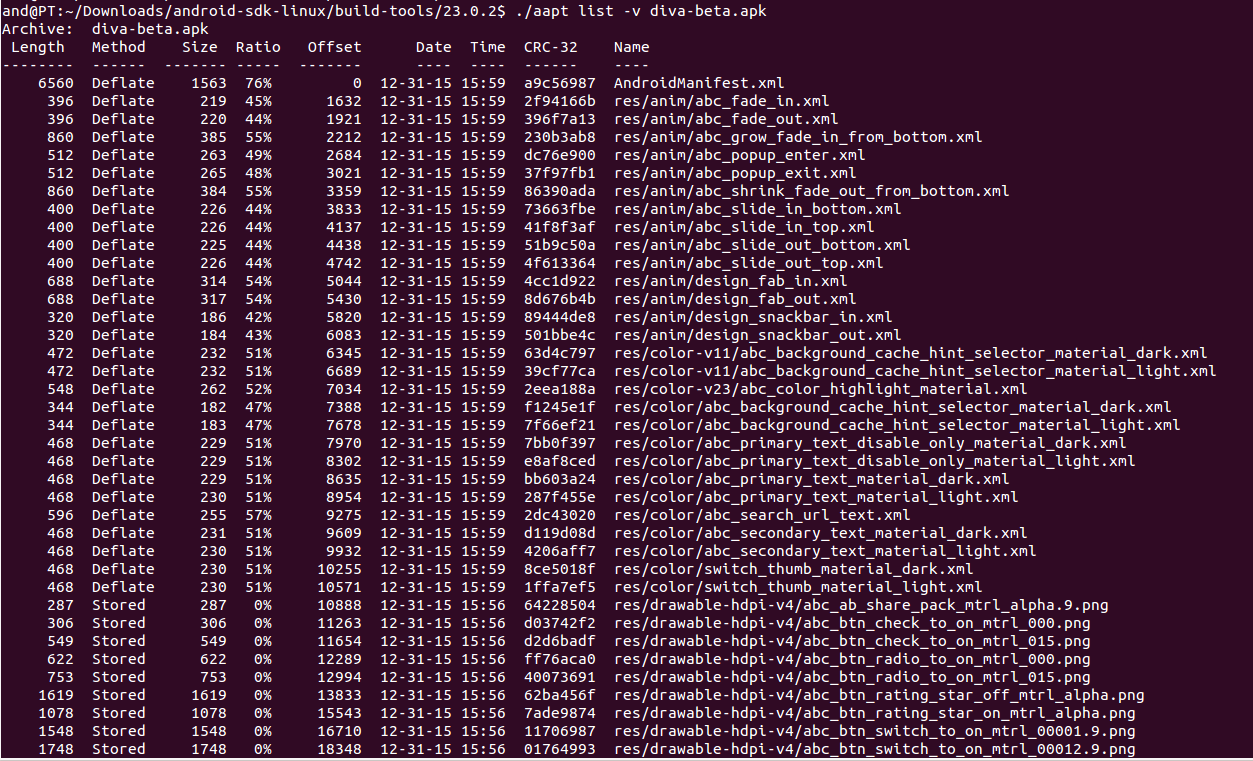 and@PT:~/Downloads/android-sdk-linux/build-tools/23.0.2$ ./aapt list -v diva-beta.apk
Archive:  diva-beta.apk
 Length   Method    Size  Ratio   Offset      Date  Time  CRC-32    Name
--------  ------  ------- -----  -------      ----  ----  ------    ----
    6560  Deflate    1563  76%         0  12-31-15 15:59  a9c56987  AndroidManifest.xml
     396  Deflate     219  45%      1632  12-31-15 15:59  2f94166b  res/anim/abc_fade_in.xml
     396  Deflate     220  44%      1921  12-31-15 15:59  396f7a13  res/anim/abc_fade_out.xml
     860  Deflate     385  55%      2212  12-31-15 15:59  230b3ab8  res/anim/abc_grow_fade_in_from_bottom.xml
     512  Deflate     263  49%      2684  12-31-15 15:59  dc76e900  res/anim/abc_popup_enter.xml
     512  Deflate     265  48%      3021  12-31-15 15:59  37f97fb1  res/anim/abc_popup_exit.xml
     860  Deflate     384  55%      3359  12-31-15 15:59  86390ada  res/anim/abc_shrink_fade_out_from_bottom.xml
     400  Deflate     226  44%      3833  12-31-15 15:59  73663fbe  res/anim/abc_slide_in_bottom.xml
     400  Deflate     226  44%      4137  12-31-15 15:59  41f8f3af  res/anim/abc_slide_in_top.xml
     400  Deflate     225  44%      4438  12-31-15 15:59  51b9c50a  res/anim/abc_slide_out_bottom.xml
     400  Deflate     226  44%      4742  12-31-15 15:59  4f613364  res/anim/abc_slide_out_top.xml
     688  Deflate     314  54%      5044  12-31-15 15:59  4cc1d922  res/anim/design_fab_in.xml
     688  Deflate     317  54%      5430  12-31-15 15:59  8d676b4b  res/anim/design_fab_out.xml
     320  Deflate     186  42%      5820  12-31-15 15:59  89444de8  res/anim/design_snackbar_in.xml
     320  Deflate     184  43%      6083  12-31-15 15:59  501bbe4c  res/anim/design_snackbar_out.xml
     472  Deflate     232  51%      6345  12-31-15 15:59  63d4c797  res/color-v11/abc_background_cache_hint_selector_material_dark.xml
     472  Deflate     232  51%      6689  12-31-15 15:59  39cf77ca  res/color-v11/abc_background_cache_hint_selector_material_light.xml
     548  Deflate     262  52%      7034  12-31-15 15:59  2eea188a  res/color-v23/abc_color_highlight_material.xml
     344  Deflate     182  47%      7388  12-31-15 15:59  f1245e1f  res/color/abc_background_cache_hint_selector_material_dark.xml
     344  Deflate     183  47%      7678  12-31-15 15:59  7f66ef21  res/color/abc_background_cache_hint_selector_material_light.xml
     468  Deflate     229  51%      7970  12-31-15 15:59  7bb0f397  res/color/abc_primary_text_disable_only_material_dark.xml
     468  Deflate     229  51%      8302  12-31-15 15:59  e8af8ced  res/color/abc_primary_text_disable_only_material_light.xml
     468  Deflate     229  51%      8635  12-31-15 15:59  bb603a24  res/color/abc_primary_text_material_dark.xml
     468  Deflate     230  51%      8954  12-31-15 15:59  287f455e  res/color/abc_primary_text_material_light.xml
     596  Deflate     255  57%      9275  12-31-15 15:59  2dc43020  res/color/abc_search_url_text.xml
     468  Deflate     231  51%      9609  12-31-15 15:59  d119d08d  res/color/abc_secondary_text_material_dark.xml
     468  Deflate     230  51%      9932  12-31-15 15:59  4206aff7  res/color/abc_secondary_text_material_light.xml
     468  Deflate     230  51%     10255  12-31-15 15:59  8ce5018f  res/color/switch_thumb_material_dark.xml
     468  Deflate     230  51%     10571  12-31-15 15:59  1ffa7ef5  res/color/switch_thumb_material_light.xml
     287  Stored      287   0%     10888  12-31-15 15:56  64228504  res/drawable-hdpi-v4/abc_ab_share_pack_mtrl_alpha.9.png
     306  Stored      306   0%     11263  12-31-15 15:56  d03742f2  res/drawable-hdpi-v4/abc_btn_check_to_on_mtrl_000.png
     549  Stored      549   0%     11654  12-31-15 15:56  d2d6badf  res/drawable-hdpi-v4/abc_btn_check_to_on_mtrl_015.png
     622  Stored      622   0%     12289  12-31-15 15:56  ff76aca0  res/drawable-hdpi-v4/abc_btn_radio_to_on_mtrl_000.png
     753  Stored      753   0%     12994  12-31-15 15:56  40073691  res/drawable-hdpi-v4/abc_btn_radio_to_on_mtrl_015.png
    1619  Stored     1619   0%     13833  12-31-15 15:56  62ba456f  res/drawable-hdpi-v4/abc_btn_rating_star_off_mtrl_alpha.png
    1078  Stored     1078   0%     15543  12-31-15 15:56  7ade9874  res/drawable-hdpi-v4/abc_btn_rating_star_on_mtrl_alpha.png
    1548  Stored     1548   0%     16710  12-31-15 15:56  11706987  res/drawable-hdpi-v4/abc_btn_switch_to_on_mtrl_00001.9.png
    1748  Stored     1748   0%     18348  12-31-15 15:56  01764993  res/drawable-hdpi-v4/abc_btn_switch_to_on_mtrl_00012.9.png